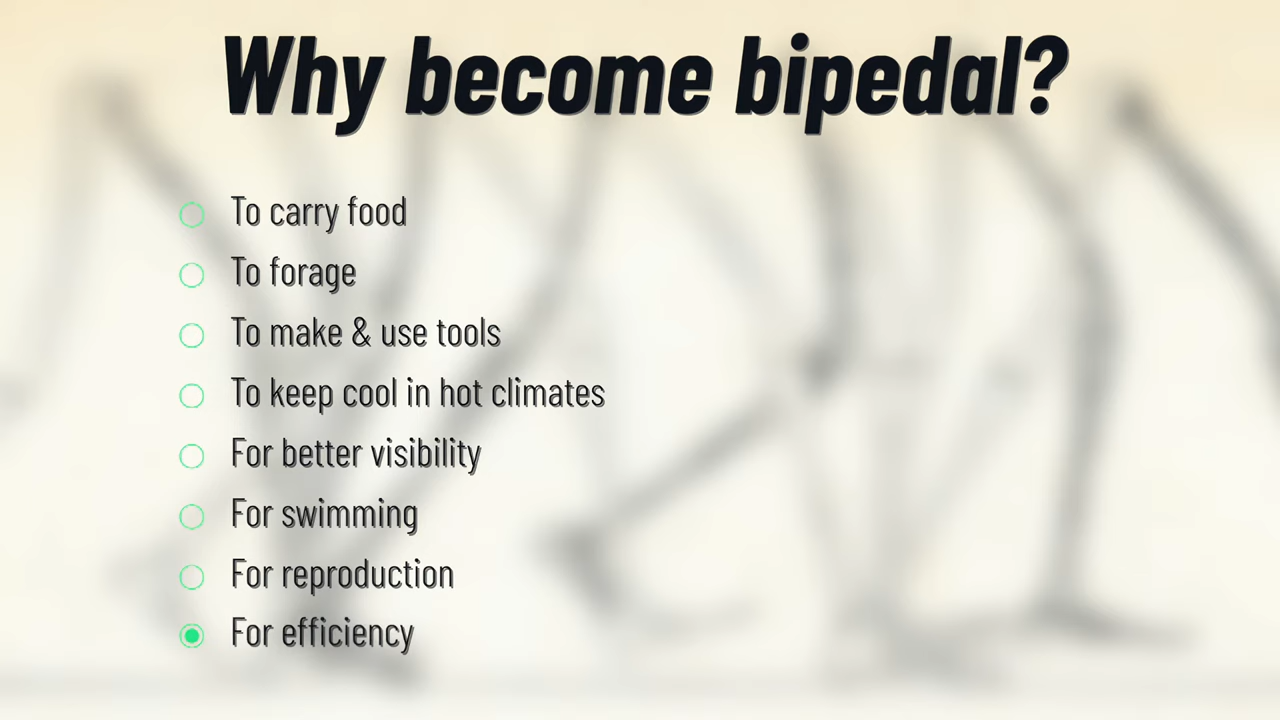 Why become bipedal?
To carry food
To forage
To make & use tools
To keep cool in hot climates
For better visibility
For swimming
For reproduction
For efficiency